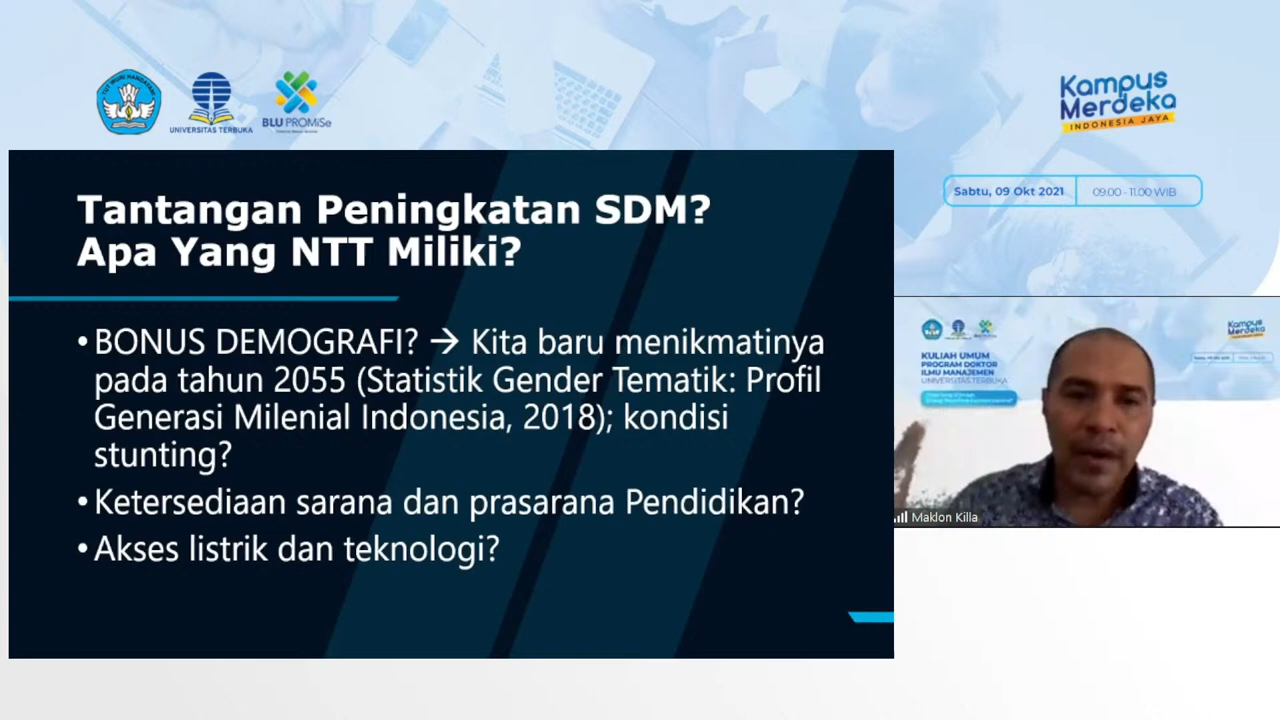 TUT WURI HANDAYANI
UNIVERSITAS TERBUKA
BLU PROMiSe
Kampus
Merdeka
INDONESIA JAYA
Sabtu, 09 Okt 2021
09.00 - 11.00 WIB
Tantangan Peningkatan SDM?
Apa Yang NTT Miliki?
• BONUS DEMOGRAFI? → Kita baru menikmatinya
pada tahun 2055 (Statistik Gender Tematik: Profil
Generasi Milenial Indonesia, 2018); kondisi
stunting?
• Ketersediaan sarana dan prasarana Pendidikan?
• Akses listrik dan teknologi?
Kampus
Merdeka
KULIAH UMUM
PROGRAM DOKTOR
ILMU MANAJEMEN
UNIVERSITAS TERBUKA
Maklon Killa